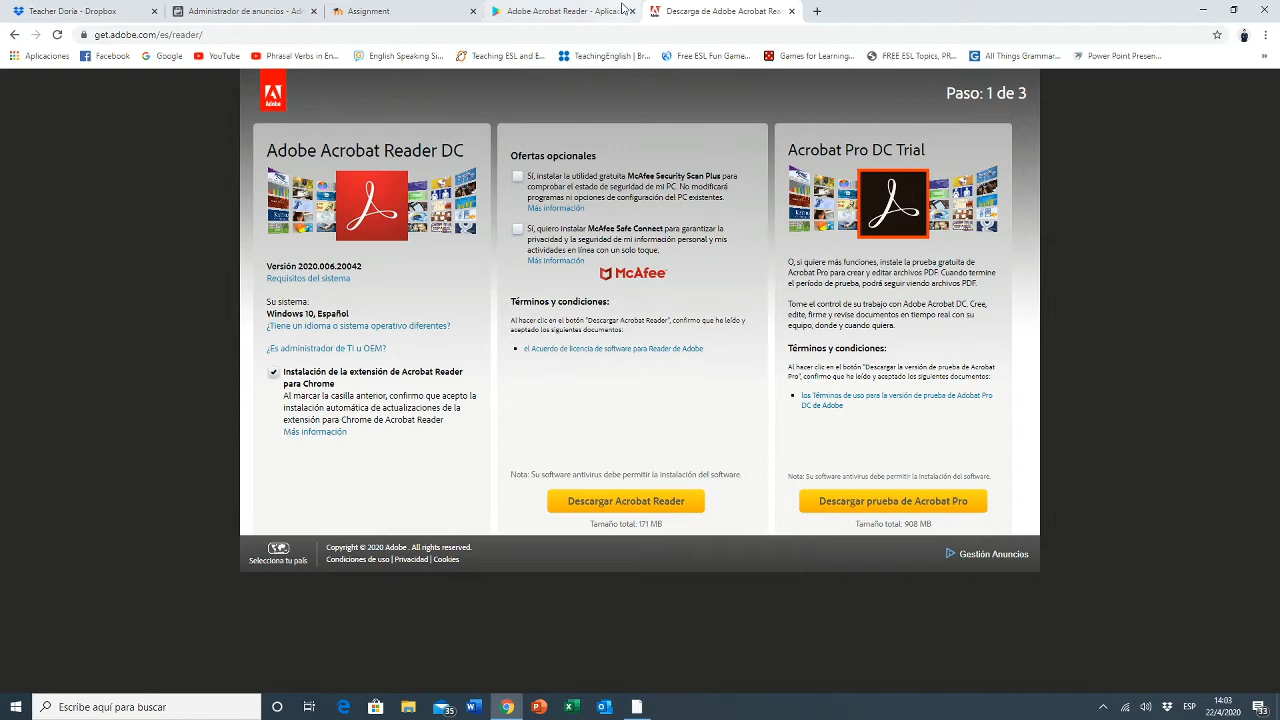 Teacher Doria - Dropbox
Administrador de anuncios - Adm
Assignment
Adobe Acrobat Reader - Aplicac
Descarga de Adobe Acrobat Rea
get.adobe.com/es/reader/
Aplicaciones
Facebook
Google
YouTube
Phrasal Verbs in En...
English Speaking Si...
Teaching ESL and E...
TeachingEnglish | Br...
Free ESL Fun Game...
Games for Learning...
FREE ESL Topics, PR...
All Things Grammar...
Power Point Presen...
Adobe
Paso: 1 de 3
Adobe Acrobat Reader DC
Versión 2020.006.20042
Requisitos del sistema
Su sistema:
Windows 10, Español
¿Tiene un idioma o sistema operativo diferentes?
¿Es administrador de TI u OEM?
Instalación de la extensión de Acrobat Reader
para Chrome
Al marcar la casilla anterior, confirmo que acepto la
instalación automática de actualizaciones de la
extensión para Chrome de Acrobat Reader
Más información
Ofertas opcionales
Sí, instalar la utilidad gratuita McAfee Security Scan Plus para
comprobar el estado de seguridad de mi PC. No modificará
programas ni opciones de configuración del PC existentes.
Más información
Sí, quiero instalar McAfee Safe Connect para garantizar la
privacidad y la seguridad de mi información personal y mis
actividades en línea con un solo toque.
Más información
McAfee
Términos y condiciones:
Al hacer clic en el botón "Descargar Acrobat Reader", confirmo que he leído y
aceptado los siguientes documentos:
el Acuerdo de licencia de software para Reader de Adobe
Nota: Su software antivirus debe permitir la instalación del software.
Descargar Acrobat Reader
Tamaño total: 171 MB
Acrobat Pro DC Trial
O, si quiere más funciones, instale la prueba gratuita de
Acrobat Pro para crear y editar archivos PDF. Cuando termine
el período de prueba, podrá seguir viendo archivos PDF.
Tome el control de su trabajo con Adobe Acrobat DC. Cree,
edite, firme y revise documentos en tiempo real con su
equipo, donde y cuando quiera.
Términos y condiciones:
Al hacer clic en el botón "Descargar la versión de prueba de Acrobat
Pro", confirmo que he leído y aceptado los siguientes documentos:
los Términos de uso para la versión de prueba de Adobat Pro
DC de Adobe
Nota: Su software antivirus debe permitir la instalación del software.
Descargar prueba de Acrobat Pro
Tamaño total: 908 MB
Selecciona tu país
Copyright © 2020 Adobe . All rights reserved.
Condiciones de uso | Privacidad | Cookies
Gestión Anuncios
Escribe aquí para buscar
35
ESP
14:03
22/4/2020